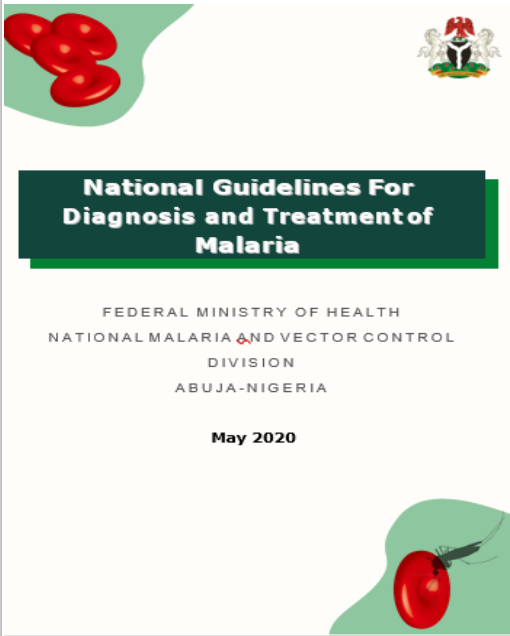 National Guidelines For
Diagnosis and Treatment of
Malaria
FEDERAL MINISTRY OF HEALTH
NATIONAL MALARIA AND VECTOR CONTROL
DIVISION
ABUJA-NIGERIA
May 2020